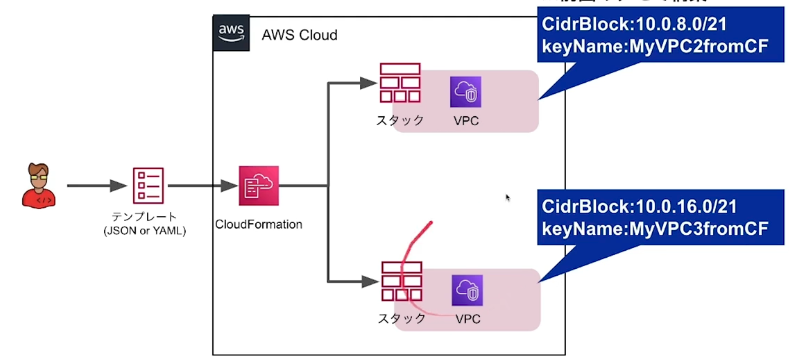 CidrBlock:10.0.8.0/21
keyName:MyVPC2fromCF
aws
AWS Cloud
スタック
VPC
テンプレート
(JSON or YAML)
CloudFormation
CidrBlock:10.0.16.0/21
keyName:MyVPC3fromCF
スタック
VPC